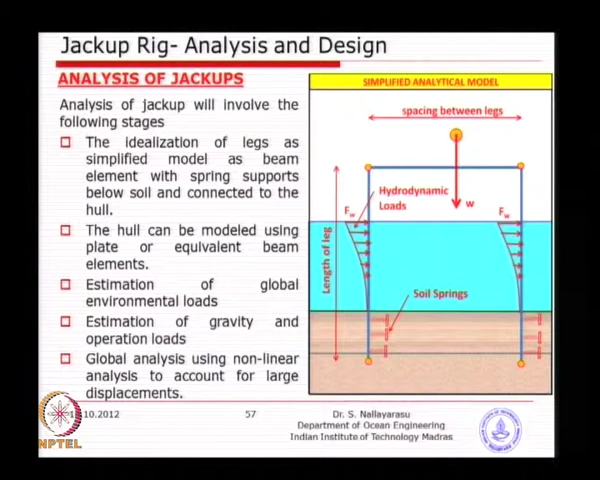 Jackup Rig- Analysis and Design
ANALYSIS OF JACKUPS
Analysis of jackup will involve the
following stages
The idealization of legs as
simplified model as beam
element with spring supports
below soil and connected to the
hull.
The hull can be modeled using
plate or equivalent beam
elements.
Estimation of global
environmental loads
Estimation of gravity and
operation loads
Global analysis using non-linear
analysis to account for large
displacements.
SIMPLIFIED ANALYTICAL MODEL
spacing between legs
Hydrodynamic
Loads
w
Fw
Fw
Length of leg
Soil Springs
10.2012
57
Dr. S. Nallayarasu
Department of Ocean Engineering
Indian Institute of Technology Madras
NPTEL